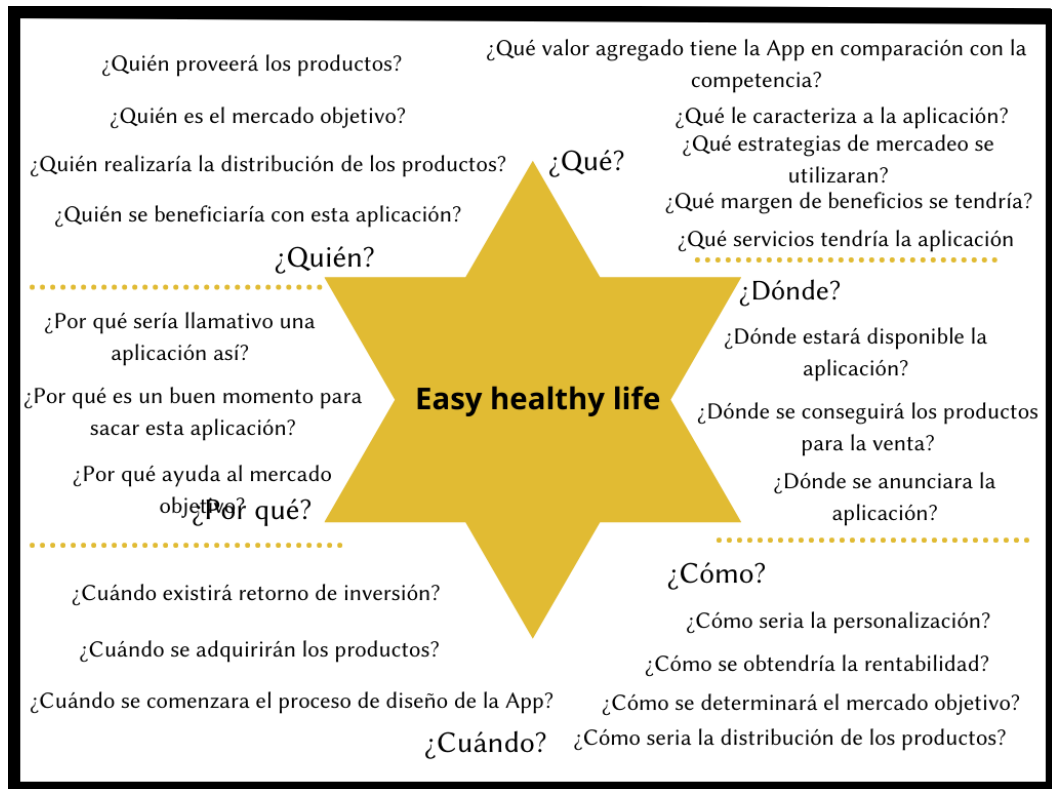 ¿Quién proveerá los productos?
¿Quién es el mercado objetivo?
¿Quién realizaría la distribución de los productos?
¿Quién se beneficiaría con esta aplicación?
¿Quién?
¿Qué valor agregado tiene la App en comparación con la
competencia?
¿Qué le caracteriza a la aplicación?
¿Qué estrategias de mercadeo se
utilizaran?
¿Qué margen de beneficios se tendría?
¿Qué servicios tendría la aplicación
¿Qué?
¿Por qué sería llamativo una
aplicación así?
¿Por qué es un buen momento para
sacar esta aplicación?
¿Por qué ayuda al mercado
objetivo?
¿Por qué?
Easy healthy life
¿Dónde?
¿Dónde estará disponible la
aplicación?
¿Dónde se conseguirá los productos
para la venta?
¿Dónde se anunciara la
aplicación?
¿Cuándo existirá retorno de inversión?
¿Cuándo se adquirirán los productos?
¿Cuándo se comenzara el proceso de diseño de la App?
¿Cuándo?
¿Cómo?
¿Cómo seria la personalización?
¿Cómo se obtendría la rentabilidad?
¿Cómo se determinará el mercado objetivo?
¿Cómo seria la distribución de los productos?